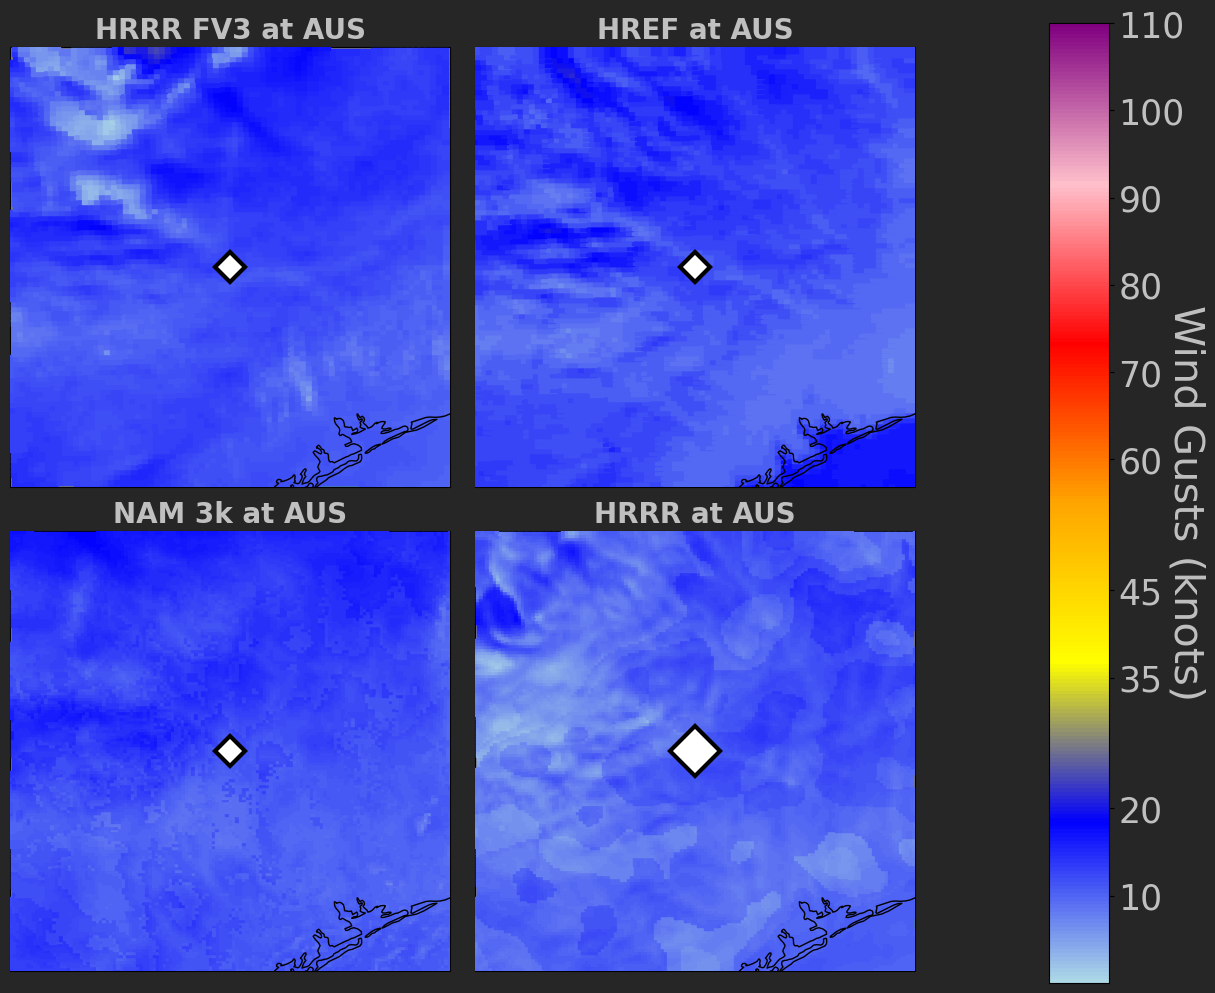 HRRR FV3 at AUS
HREF at AUS
NAM 3k at AUS
HRRR at AUS
110
100
90
80
70
60
45
35
20
10
Wind Gusts (knots)